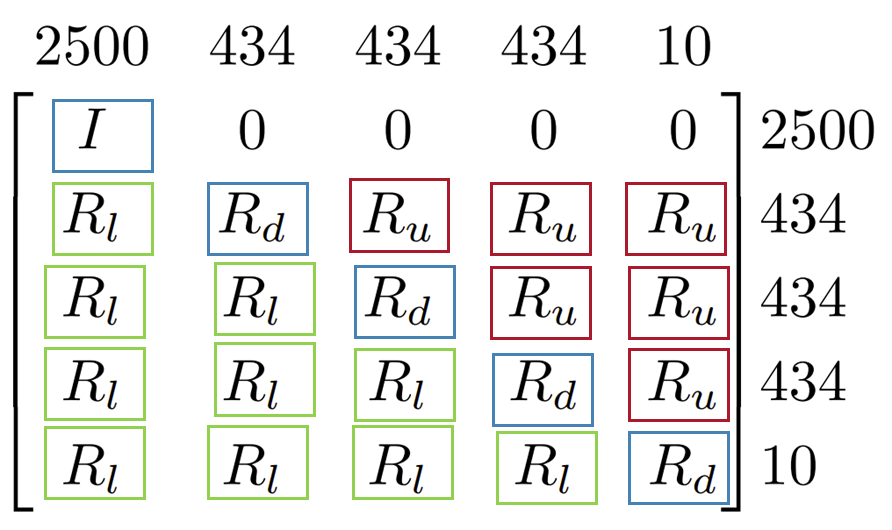 2500 434 434 434 10
I 0 0 0 0 2500
R_l R_d R_u R_u R_u 434
R_l R_l R_d R_u R_u 434
R_l R_l R_l R_d R_u 434
R_l R_l R_l R_l R_d 10